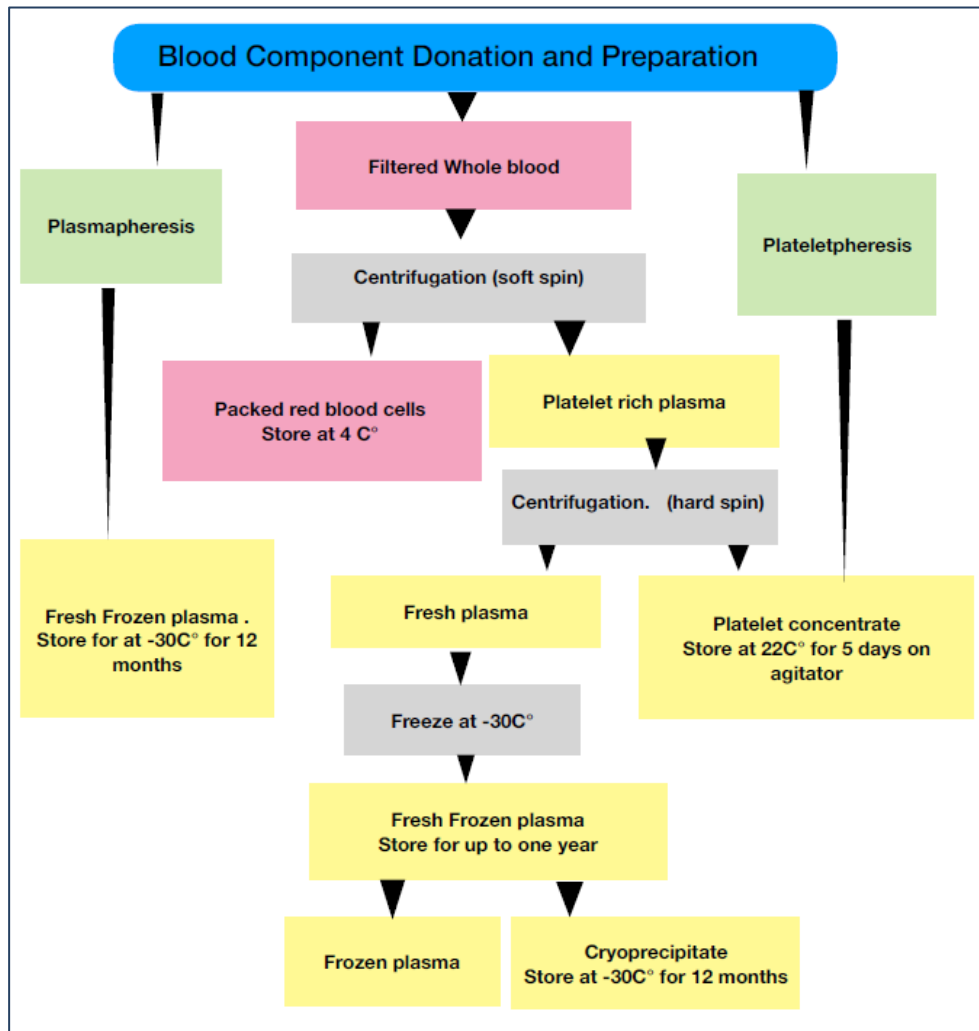 Blood Component Donation and Preparation
Filtered Whole blood
Plasmapheresis
Plateletpheresis
Centrifugation (soft spin)
Packed red blood cells
Store at 4 C°
Platelet rich plasma
Centrifugation. (hard spin)
Fresh Frozen plasma .
Store for at -30C° for 12
months
Fresh plasma
Platelet concentrate
Store at 22C° for 5 days on
agitator
Freeze at -30C°
Fresh Frozen plasma
Store for up to one year
Frozen plasma
Cryoprecipitate
Store at -30C° for 12 months